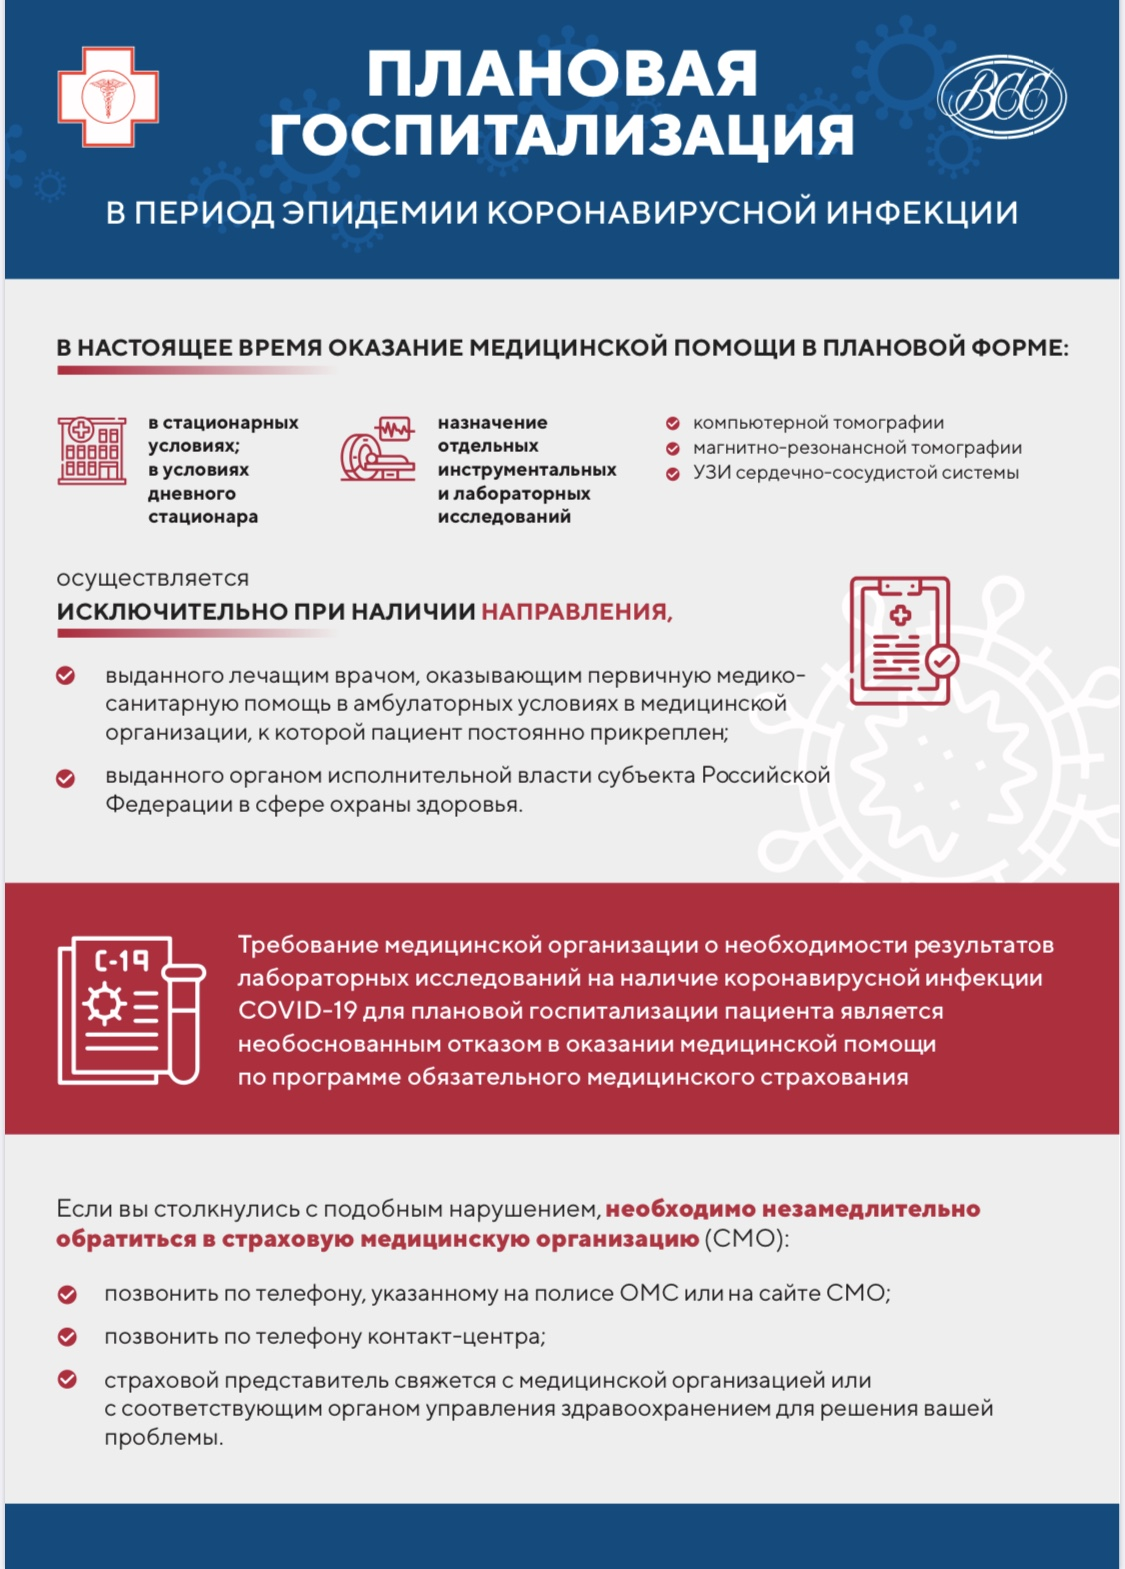 ПЛАНОВАЯ
ГОСПИТАЛИЗАЦИЯ
ВСС
В ПЕРИОД ЭПИДЕМИИ КОРОНАВИРУСНОЙ ИНФЕКЦИИ
В НАСТОЯЩЕЕ ВРЕМЯ ОКАЗАНИЕ МЕДИЦИНСКОЙ ПОМОЩИ В ПЛАНОВОЙ ФОРМЕ:
в стационарных
условиях;
в условиях
дневного
стационара
назначение
отдельных
инструментальных
и лабораторных
исследований
компьютерной томографии
магнитно-резонансной томографии
УЗИ сердечно-сосудистой системы
осуществляется
ИСКЛЮЧИТЕЛЬНО ПРИ НАЛИЧИИ НАПРАВЛЕНИЯ,
выданного лечащим врачом, оказывающим первичную медико-
санитарную помощь в амбулаторных условиях в медицинской
организации, к которой пациент постоянно прикреплен;
выданного органом исполнительной власти субъекта Российской
Федерации в сфере охраны здоровья.
C-19
Требование медицинской организации о необходимости результатов
лабораторных исследований на наличие коронавирусной инфекции
COVID-19 для плановой госпитализации пациента является
необоснованным отказом в оказании медицинской помощи
по программе обязательного медицинского страхования
Если вы столкнулись с подобным нарушением, необходимо незамедлительно
обратиться в страховую медицинскую организацию (СМО):
позвонить по телефону, указанному на полисе ОМС или на сайте СМО;
позвонить по телефону контакт-центра;
страховой представитель свяжется с медицинской организацией или
с соответствующим органом управления здравоохранением для решения вашей
проблемы.